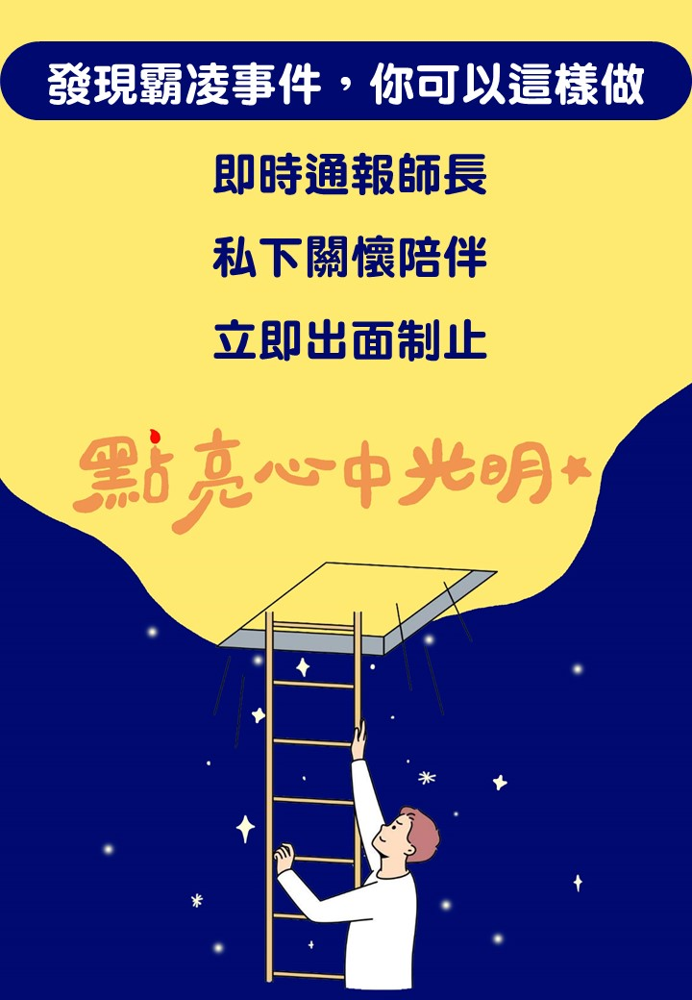 發現霸凌事件，你可以這樣做
即時通報師長
私下關懷陪伴
立即出面制止
點亮心中光明